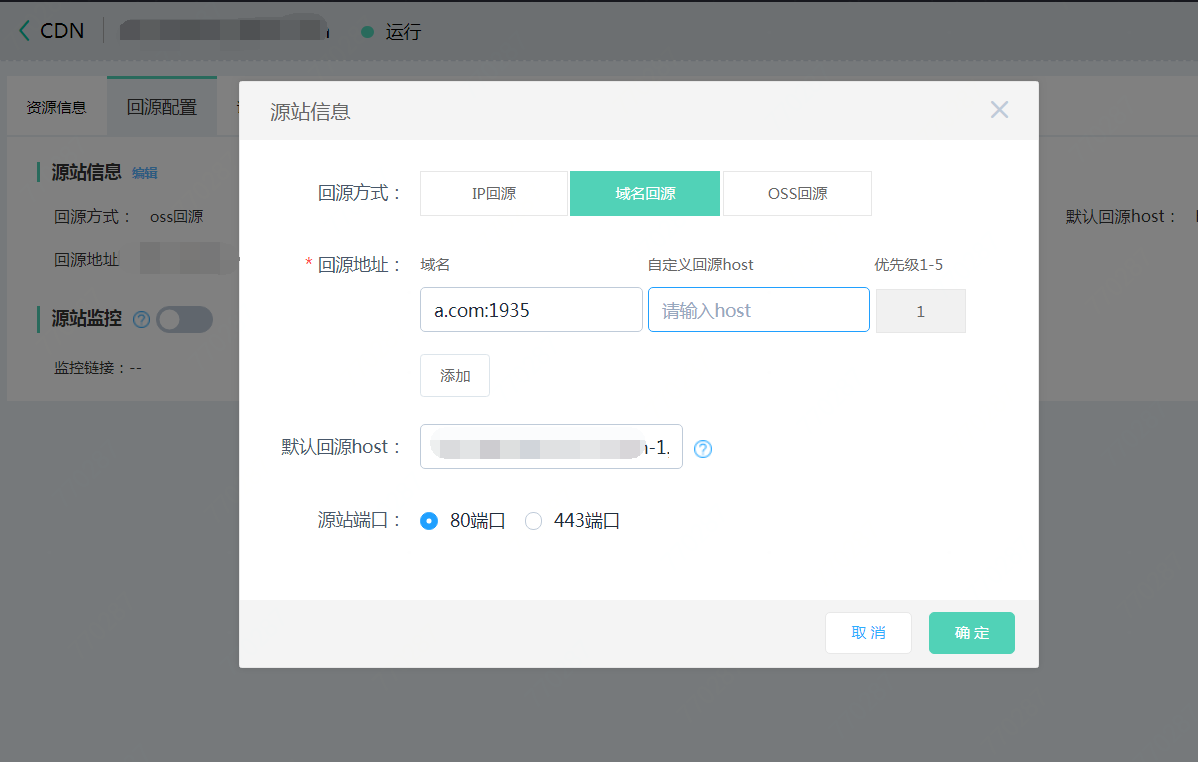 CDN
运行
资源信息
回源配置
源站信息 编辑
回源方式： oss回源
默认回源host：
回源地址
源站监控
监控链接：--
源站信息
回源方式： IP回源 域名回源 OSS回源
* 回源地址： 域名 自定义回源host 优先级1-5
a.com:1935 请输入host 1
添加
默认回源host： -1.
源站端口： 80端口 443端口
取消 确定